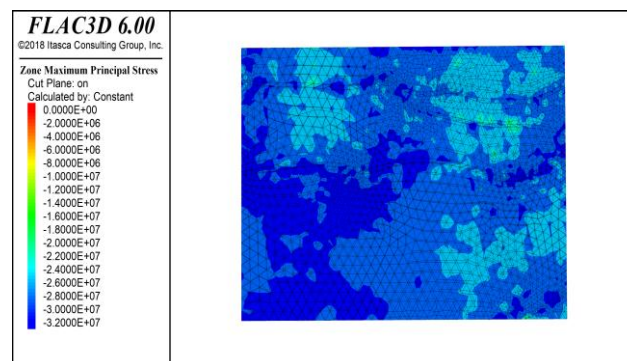 FLAC3D 6.00
©2018 Itasca Consulting Group, Inc.
Zone Maximum Principal Stress
Cut Plane: on
Calculated by: Constant
0.0000E+00
-2.0000E+06
-4.0000E+06
-6.0000E+06
-8.0000E+06
-1.0000E+07
-1.2000E+07
-1.4000E+07
-1.6000E+07
-1.8000E+07
-2.0000E+07
-2.2000E+07
-2.4000E+07
-2.6000E+07
-2.8000E+07
-3.0000E+07
-3.2000E+07